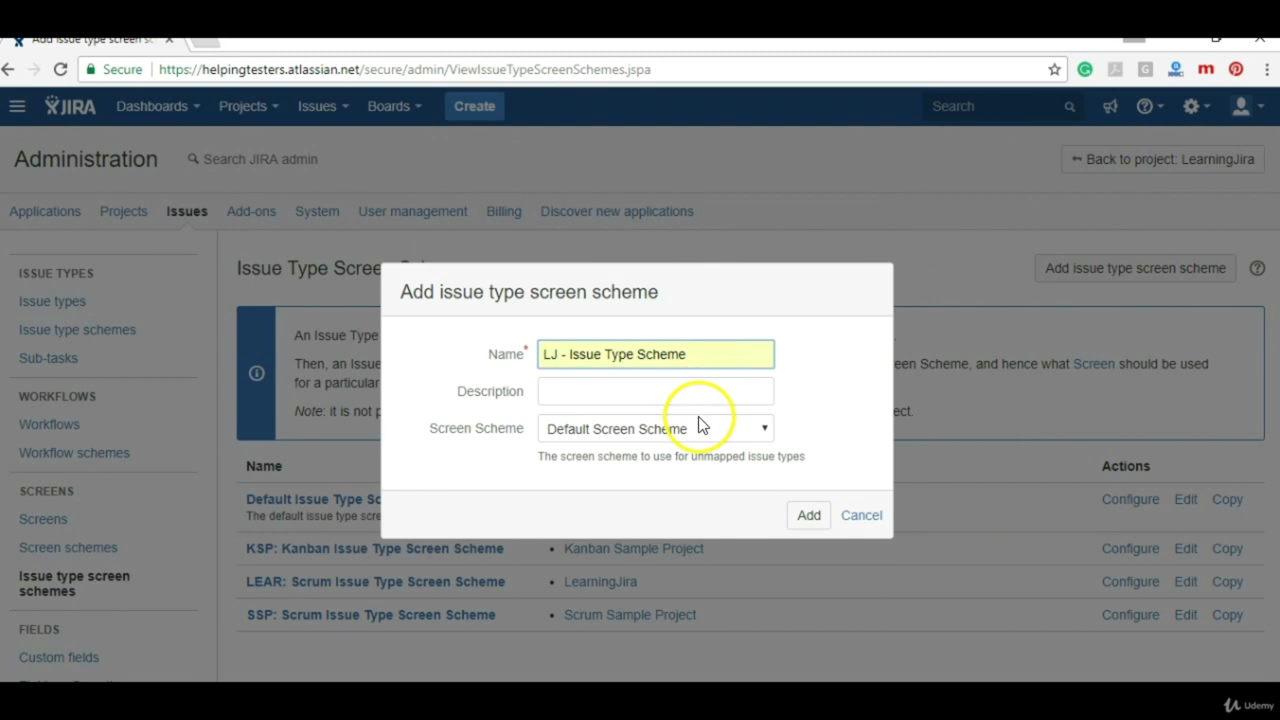 Add issue type screen sc
Secure
https://helpingtesters.atlassian.net/secure/admin/ViewIssueTypeScreenSchemes.jspa
JIRA
Dashboards
Projects
Issues
Boards
Create
Search
Administration
Search JIRA admin
Back to project: LearningJira
Applications
Projects
Issues
Add-ons
System
User management
Billing
Discover new applications
ISSUE TYPES
Issue types
Issue type schemes
Sub-tasks
WORKFLOWS
Workflows
Workflow schemes
SCREENS
Screens
Screen schemes
Issue type screen
schemes
FIELDS
Custom fields
Issue Type Scree
Add issue type screen scheme
An Issue Type
Then, an Issue
een Scheme, and hence what Screen should be used
for a particular
Note: it is not p
ct.
Add issue type screen scheme
Name*
LJ - Issue Type Scheme
Description
Screen Scheme
Default Screen Scheme
The screen scheme to use for unmapped issue types
Add
Cancel
Name
Actions
Default Issue Type Sc
The default issue type scre
Configure Edit Copy
KSP: Kanban Issue Type Screen Scheme
• Kanban Sample Project
Configure Edit Copy
LEAR: Scrum Issue Type Screen Scheme
• LearningJira
Configure Edit Copy
SSP: Scrum Issue Type Screen Scheme
• Scrum Sample Project
Configure Edit Copy
Udemy